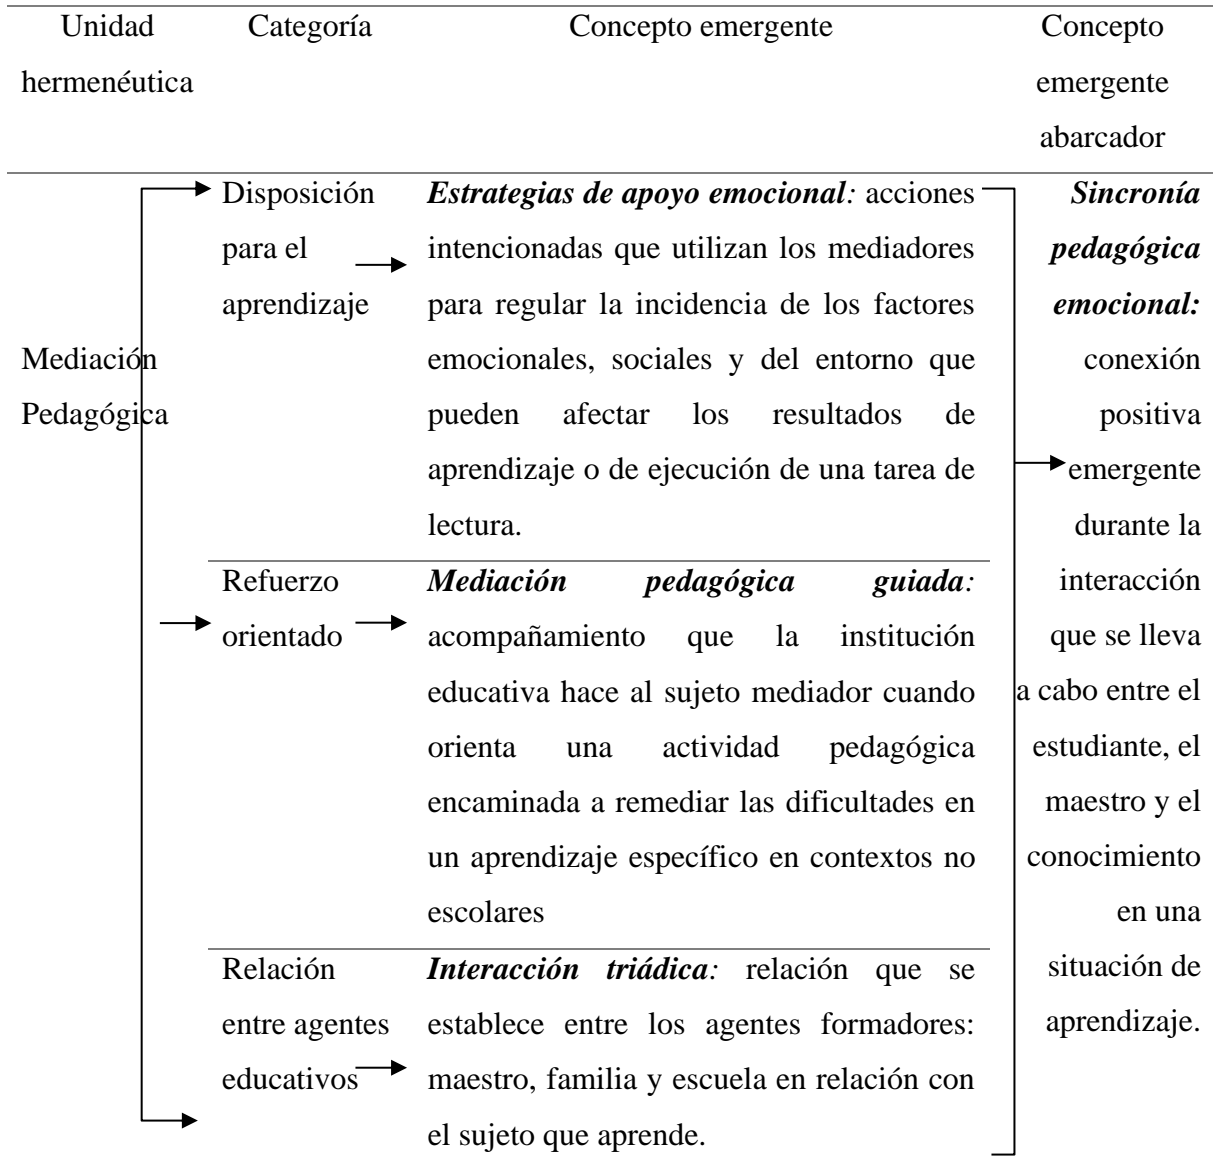 Unidad
hermenéutica
Categoría
Concepto emergente
Concepto
emergente
abarcador
Mediación
Pedagógica
Disposición
para el
aprendizaje
Estrategias de apoyo emocional: acciones
intencionadas que utilizan los mediadores
para regular la incidencia de los factores
emocionales, sociales y del entorno que
pueden afectar los resultados de
aprendizaje o de ejecución de una tarea de
lectura.
Refuerzo
orientado
Mediación pedagógica guiada:
acompañamiento que la institución
educativa hace al sujeto mediador cuando
orienta una actividad pedagógica
encaminada a remediar las dificultades en
un aprendizaje específico en contextos no
escolares
Relación
entre agentes
educativos
Interacción triádica: relación que se
establece entre los agentes formadores:
maestro, familia y escuela en relación con
el sujeto que aprende.
Sincronía
pedagógica
emocional:
conexión
positiva
emergente
durante la
interacción
que se lleva
a cabo entre el
estudiante, el
maestro y el
conocimiento
en una
situación de
aprendizaje.